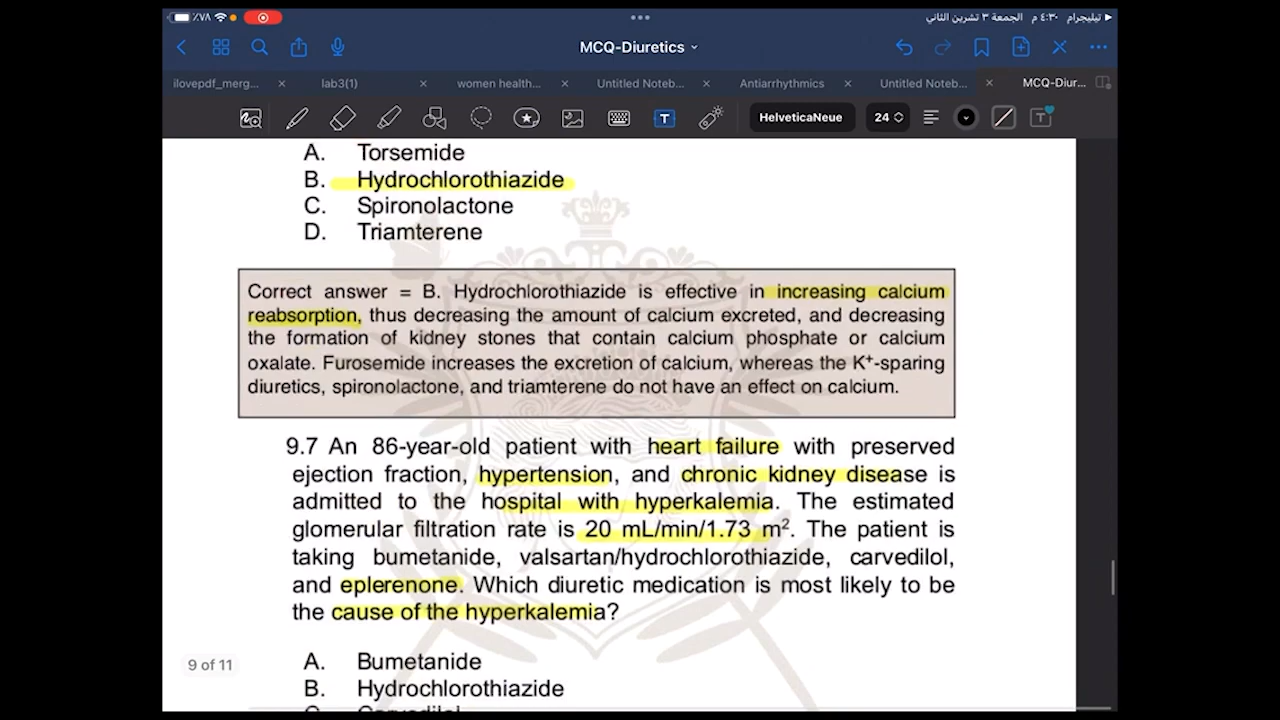 ٪٧٨
تيليجرام ٤:٣٠ م الجمعة ٣ تشرين الثاني
MCQ-Diuretics
ilovepdf_merg...
lab3(1)
women health...
Untitled Noteb...
Antiarrhythmics
Untitled Noteb...
MCQ-Diur...
HelveticaNeue
24
A. Torsemide
B. Hydrochlorothiazide
C. Spironolactone
D. Triamterene
Correct answer = B. Hydrochlorothiazide is effective in increasing calcium
reabsorption, thus decreasing the amount of calcium excreted, and decreasing
the formation of kidney stones that contain calcium phosphate or calcium
oxalate. Furosemide increases the excretion of calcium, whereas the K⁺-sparing
diuretics, spironolactone, and triamterene do not have an effect on calcium.
9.7 An 86-year-old patient with heart failure with preserved
ejection fraction, hypertension, and chronic kidney disease is
admitted to the hospital with hyperkalemia. The estimated
glomerular filtration rate is 20 mL/min/1.73 m². The patient is
taking bumetanide, valsartan/hydrochlorothiazide, carvedilol,
and eplerenone. Which diuretic medication is most likely to be
the cause of the hyperkalemia?
9 of 11
A. Bumetanide
B. Hydrochlorothiazide
C. Carvedilol